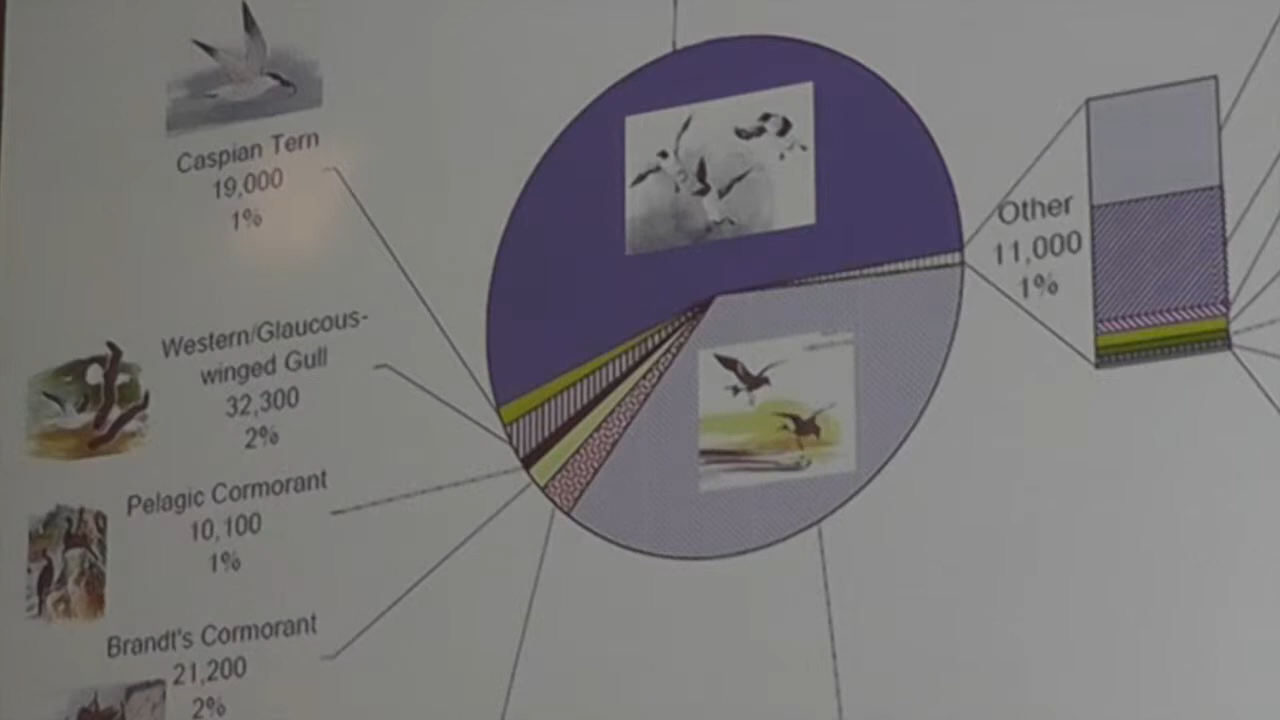 Caspian Tern
19,000
1%
Western/Glaucous-
winged Gull
32,300
2%
Pelagic Cormorant
10,100
1%
Brandt's Cormorant
21,200
2%
Other
11,000
1%